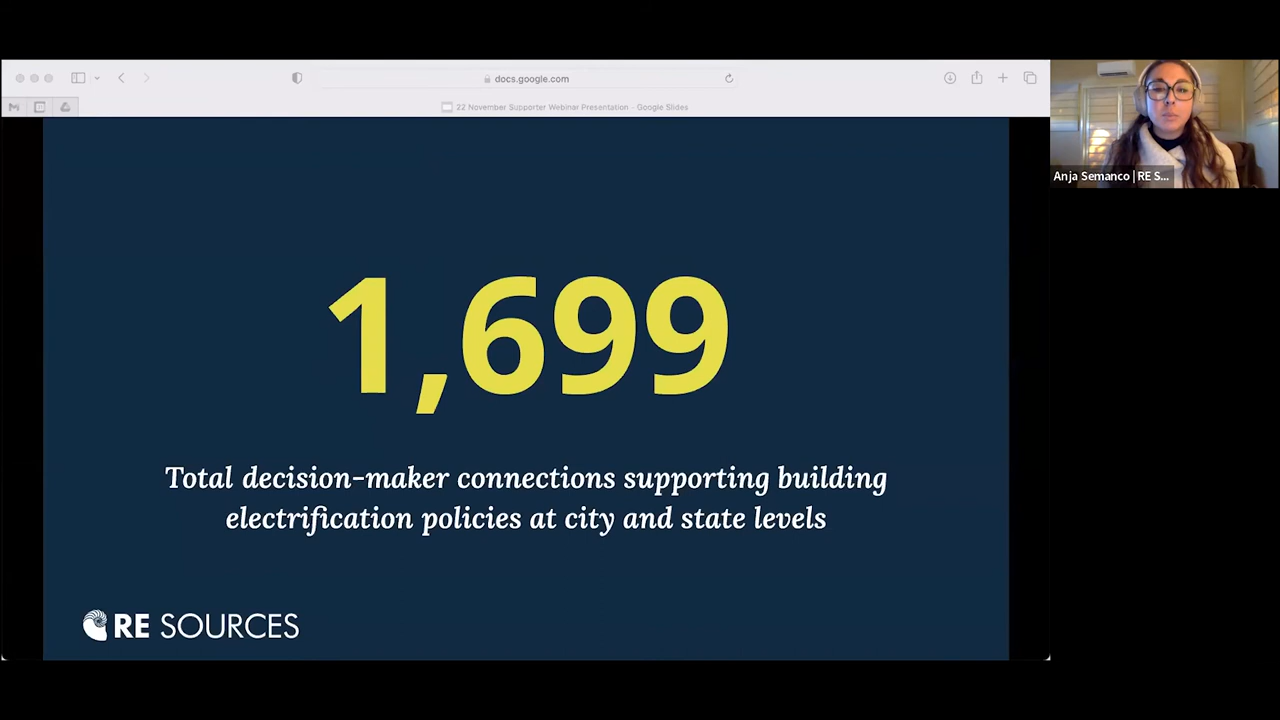 docs.google.com
22 November Supporter Webinar Presentation - Google Slides
Anja Semanco | RE S...
1,699
Total decision-maker connections supporting building
electrification policies at city and state levels
RE SOURCES